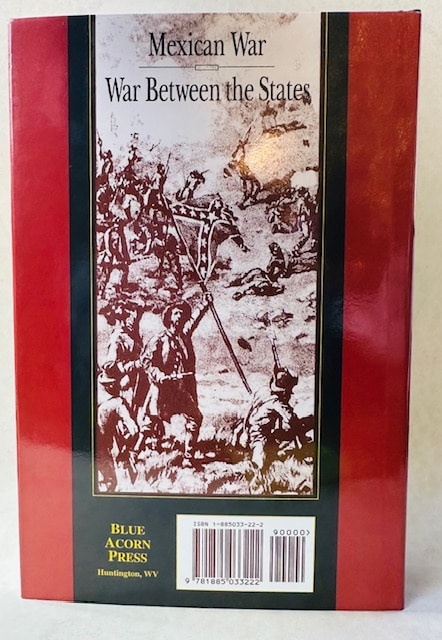 Mexican War
War Between the States
BLUE
ACORN
PRESS
Huntington, WV
ISBN 1-885033-22-2
90000>
9 781885 033222